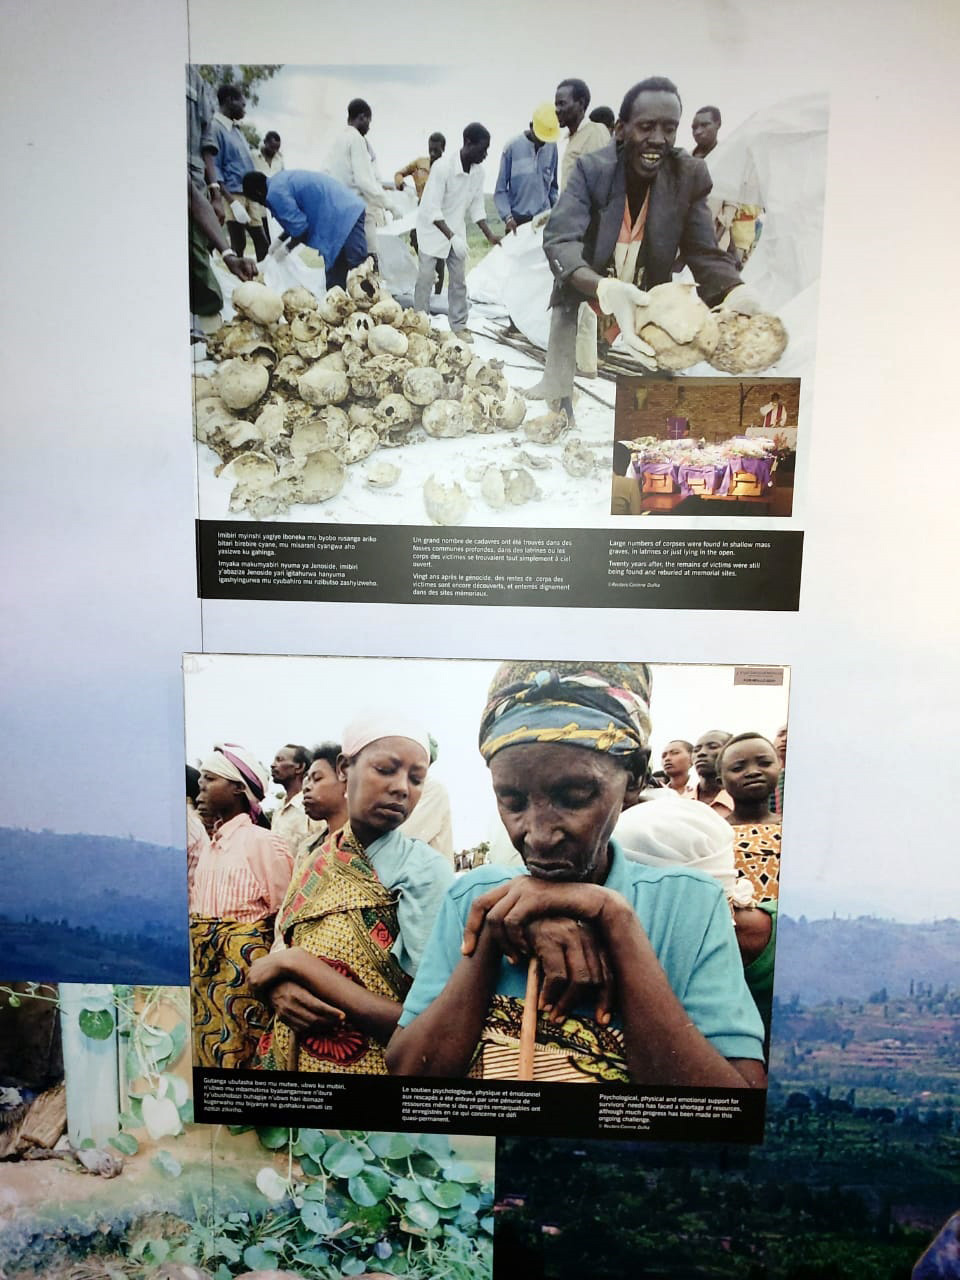 Imibiri myinshi yagiye iboneka mu byobo rusange ariko
bitari birebire cyane, mu misarani cyangwa aho
yasizwe ku gahinga.
Imyaka makumyabiri nyuma ya Jenoside, imibiri
y'abazize Jenoside yari igitahurwa hanyuma
igashyingurwa mu cyubahiro mu nzibutso zashyizweho.
Un grand nombre de cadavres ont été trouvés dans des
fosses communes profondes, dans des latrines ou les
corps des victimes se trouvaient tout simplement à ciel
ouvert.
Vingt ans après le génocide, des restes de corps des
victimes sont encore découverts, et enterrés dignement
dans des sites mémoriaux.
Large numbers of corpses were found in shallow mass
graves, in latrines or just lying in the open.
Twenty years after, the remains of victims were still
being found and reburied at memorial sites.
©Reuters/Corinne Dufka
Gutanga ubufasha bwo mu mutwe, ubwo ku mubiri,
n'ubwo mu mbamutima byatangamiwe n'ibura
ry'ubushobozi buhagije n'ubwo hari ibimaze
kugerwaho mu biyanye no gushakira umuti izo
nzitizi zikiriho.
Le soutien psychologique, physique et émotionnel
aux rescapés a été entravé par une pénurie de
ressources même si des progrès remarquables ont
été enregistrés en ce qui concerne ce défi
quasi-permanent.
Psychological, physical and emotional support for
survivors' needs has faced a shortage of resources,
although much progress has been made on this
ongoing challenge.
© Reuters/Corinne Dufka